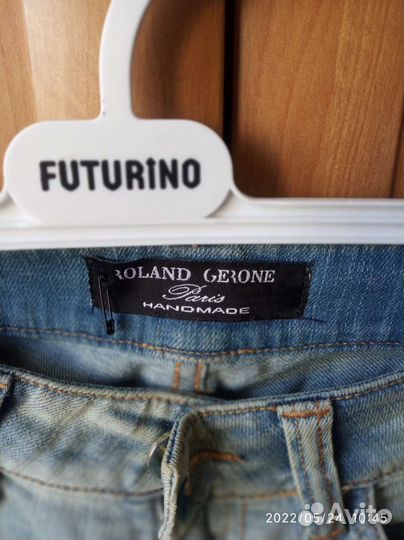 FUTURINO
ROLAND GERONE
Paris
HANDMADE
2022/05/24 10:45
Avito